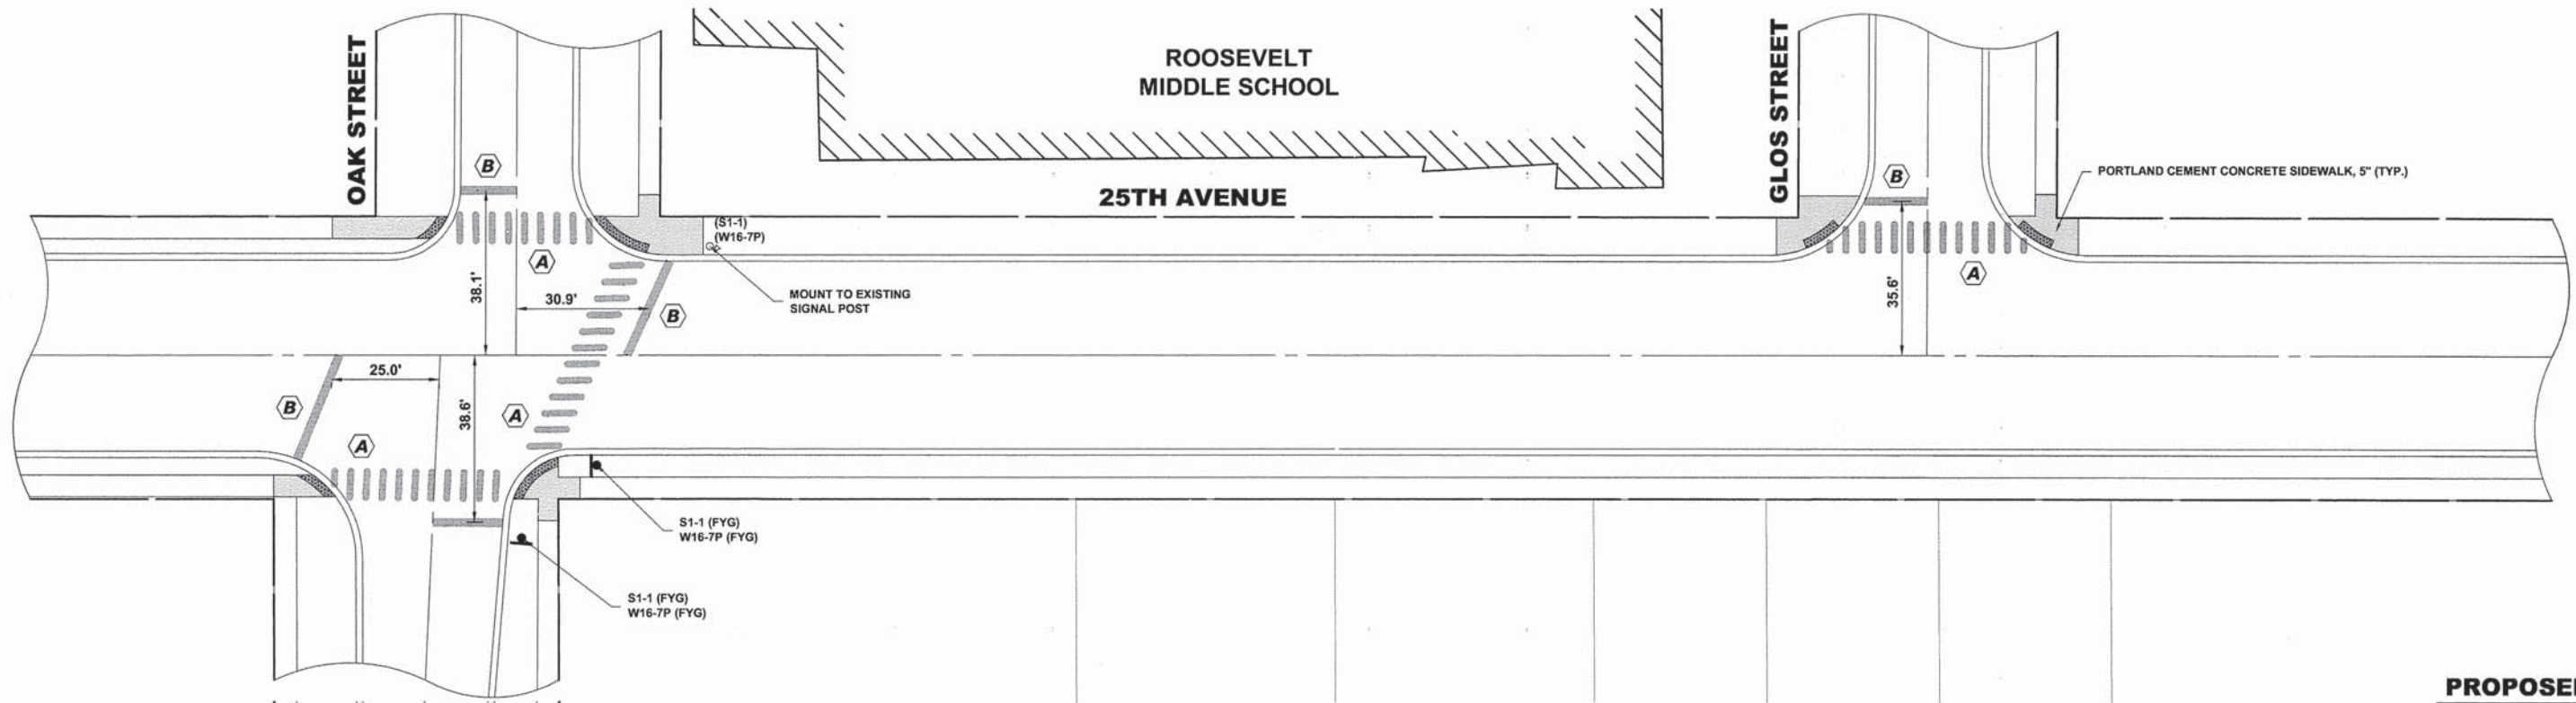 OAK STREET
ROOSEVELT
MIDDLE SCHOOL
GLOS STREET
25TH AVENUE
PORTLAND CEMENT CONCRETE SIDEWALK, 5" (TYP.)
B
B
(S1-1)
(W16-7P)
A
A
38.1'
30.9'
35.6'
MOUNT TO EXISTING
SIGNAL POST
B
25.0'
38.6'
B
A
A
S1-1 (FYG)
W16-7P (FYG)
S1-1 (FYG)
W16-7P (FYG)